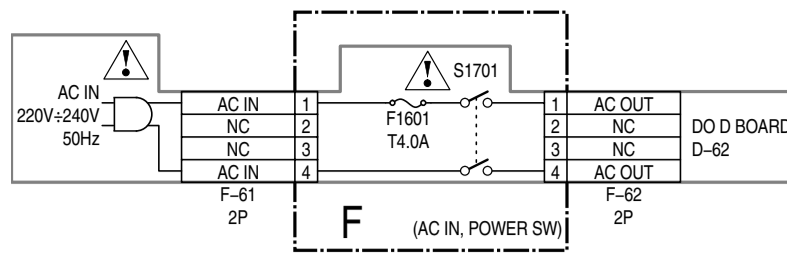 AC IN
220V÷240V
50Hz
AC IN 1
NC 2
NC 3
AC IN 4
F–61
2P
!
!
S1701
F1601
T4.0A
F
(AC IN, POWER SW)
1 AC OUT
2 NC
3 NC
4 AC OUT
F–62
2P
DO D BOARD
D–62